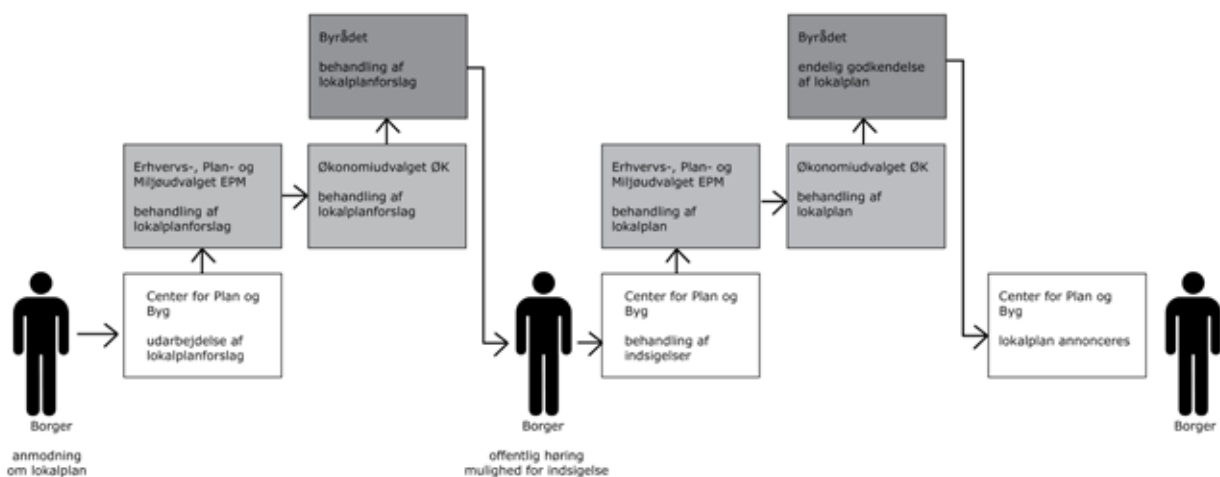 Borger
anmodning
om lokalplan
Center for Plan og
Byg
udarbejdelse af
lokalplanforslag
Erhvervs-, Plan- og
Miljøudvalget EPM
behandling af
lokalplanforslag
Økonomiudvalget ØK
behandling af
lokalplanforslag
Byrådet
behandling af
lokalplanforslag
Borger
offentlig høring
mulighed for indsigelse
Center for Plan og
Byg
behandling af
indsigelser
Erhvervs-, Plan- og
Miljøudvalget EPM
behandling af
lokalplan
Økonomiudvalget ØK
behandling af
lokalplan
Byrådet
endelig godkendelse
af lokalplan
Center for Plan og
Byg
lokalplan annonceres
Borger